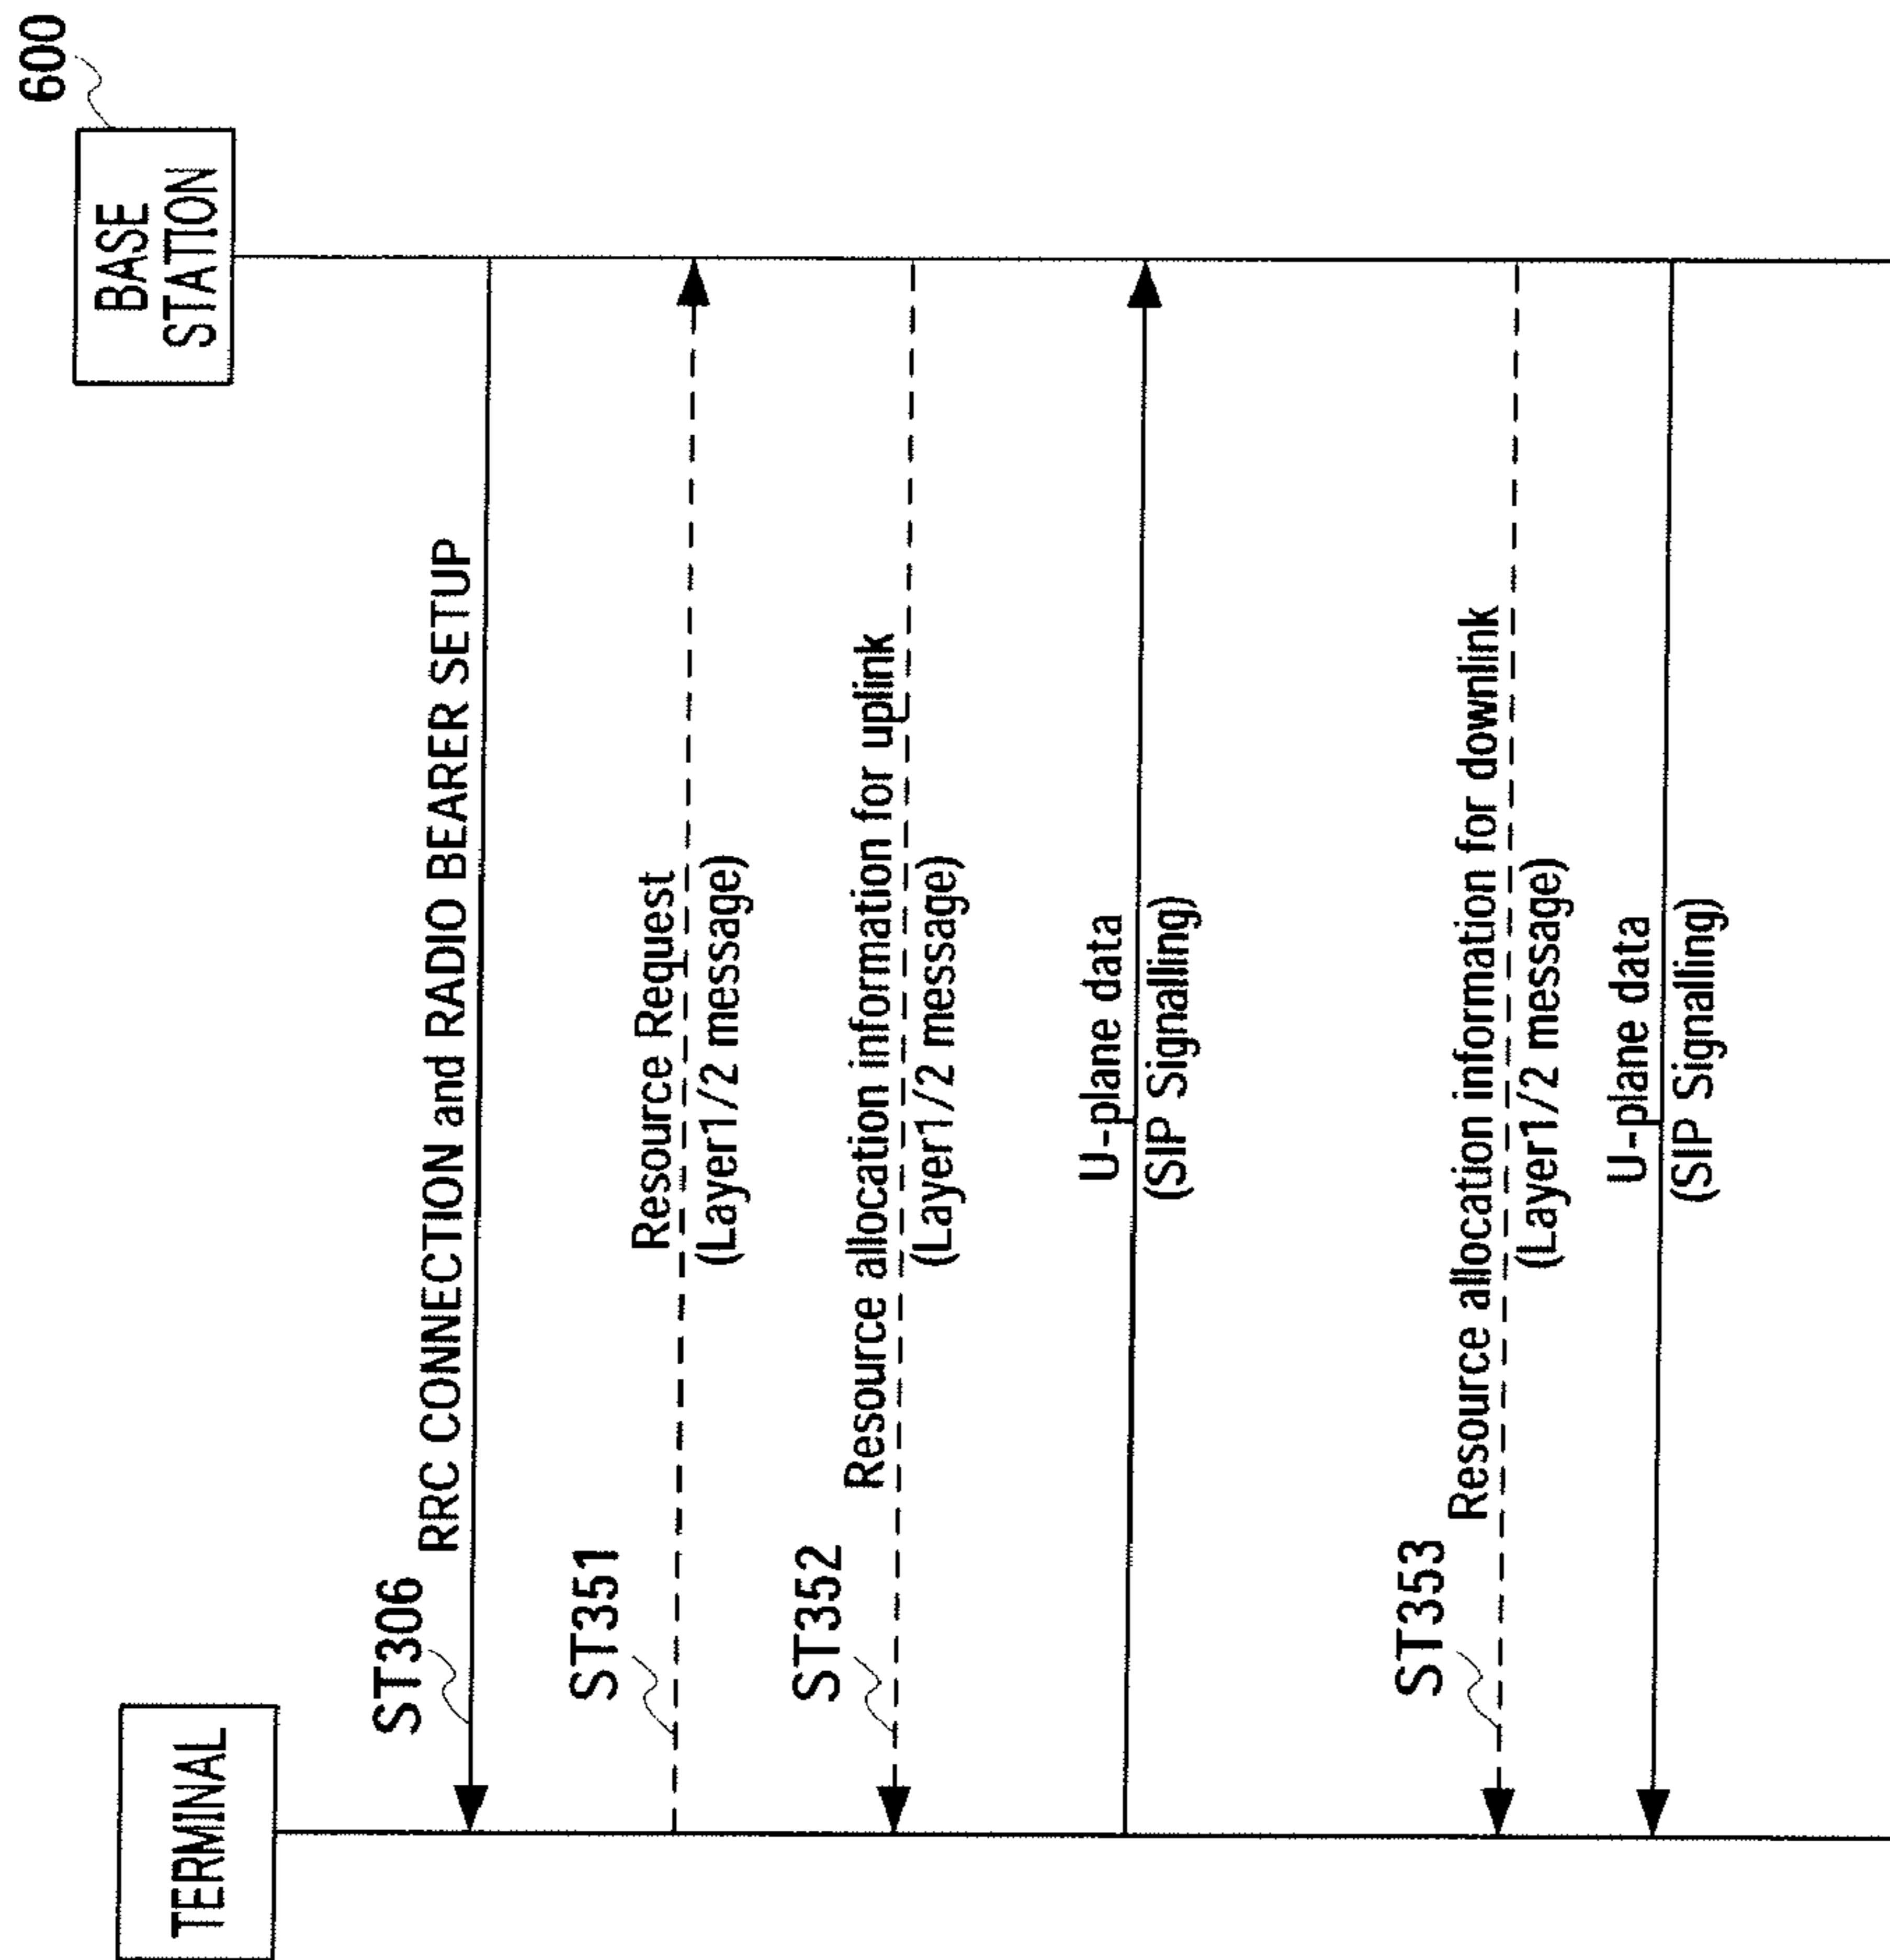 TERMINAL
BASE
STATION
600
ST306
RRC CONNECTION and RADIO BEARER SETUP
ST351
Resource Request
(Layer1/2 message)
ST352
Resource allocation information for uplink
(Layer1/2 message)
U-plane data
(SIP Signalling)
ST353
Resource allocation information for downlink
(Layer1/2 message)
U-plane data
(SIP Signalling)